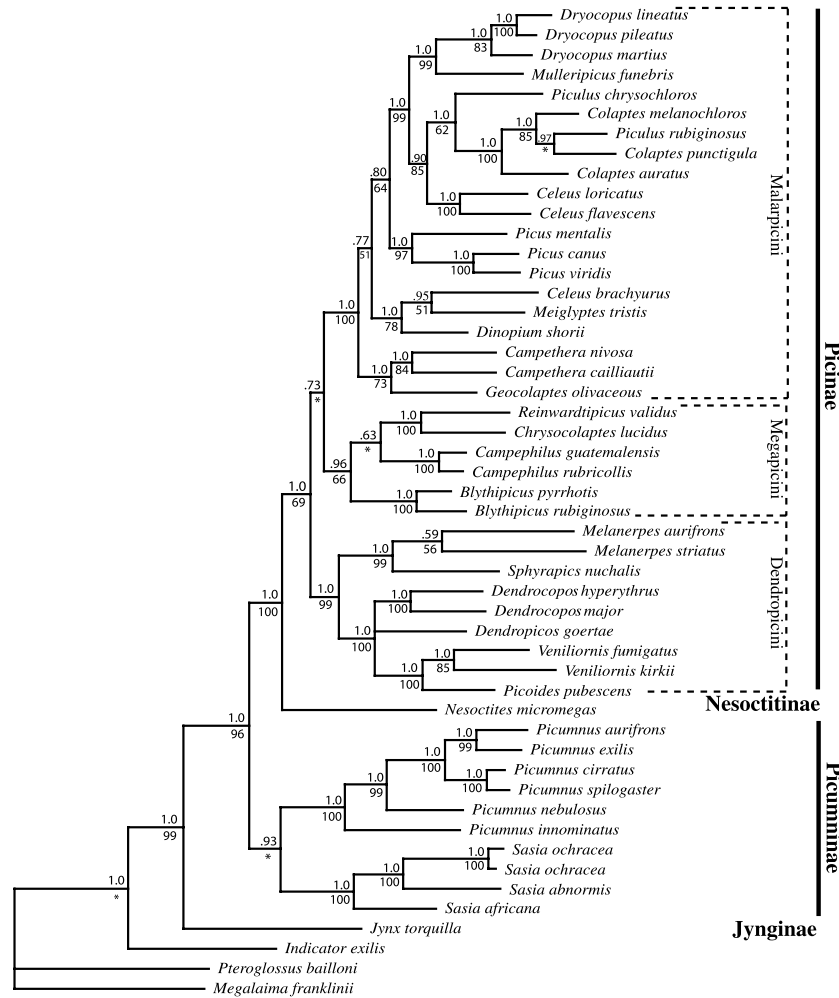 Dryocopus lineatus
1.0
100
Dryocopus pileatus
1.0
83
Dryocopus martius
1.0
99
Mulleripicus funebris
Piculus chrysochloros
1.0
99
Colaptes melanochloros
1.0
62
1.0
85
Piculus rubiginosus
.97
*
Colaptes punctigula
1.0
100
.90
85
Colaptes auratus
.80
64
Celeus loricatus
1.0
100
Celeus flavescens
Malarpicini
Picus mentalis
.77
51
1.0
97
Picus canus
1.0
100
Picus viridis
Celeus brachyurus
.95
51
Meiglyptes tristis
1.0
100
1.0
78
Dinopium shorii
Campethera nivosa
1.0
84
Campethera cailliautii
1.0
73
Geocolaptes olivaceous
Picinae
.73
*
Reinwardtipicus validus
1.0
100
Chrysocolaptes lucidus
.63
*
Campephilus guatemalensis
1.0
100
Campephilus rubricollis
.96
66
Blythipicus pyrrhotis
1.0
100
Blythipicus rubiginosus
Megapicini
1.0
69
Melanerpes aurifrons
.59
56
Melanerpes striatus
1.0
99
Sphyrapics nuchalis
Dendrocopos hyperythrus
1.0
100
Dendrocopos major
1.0
99
Dendropicos goertae
1.0
100
Veniliornis fumigatus
1.0
85
Veniliornis kirkii
1.0
100
Picoides pubescens
Dendropicini
1.0
100
Nesoctitinae
Nesoctites micromegas
Picumnus aurifrons
1.0
99
Picumnus exilis
1.0
100
Picumnus cirratus
1.0
100
Picumnus spilogaster
1.0
99
Picumnus nebulosus
1.0
100
Picumnus innominatus
1.0
96
.93
*
Sasia ochracea
1.0
100
Sasia ochracea
1.0
100
Sasia abnormis
1.0
100
Sasia africana
Picumninae
1.0
99
Jynx torquilla
Jynginae
1.0
*
Indicator exilis
Pteroglossus bailloni
Megalaima franklinii